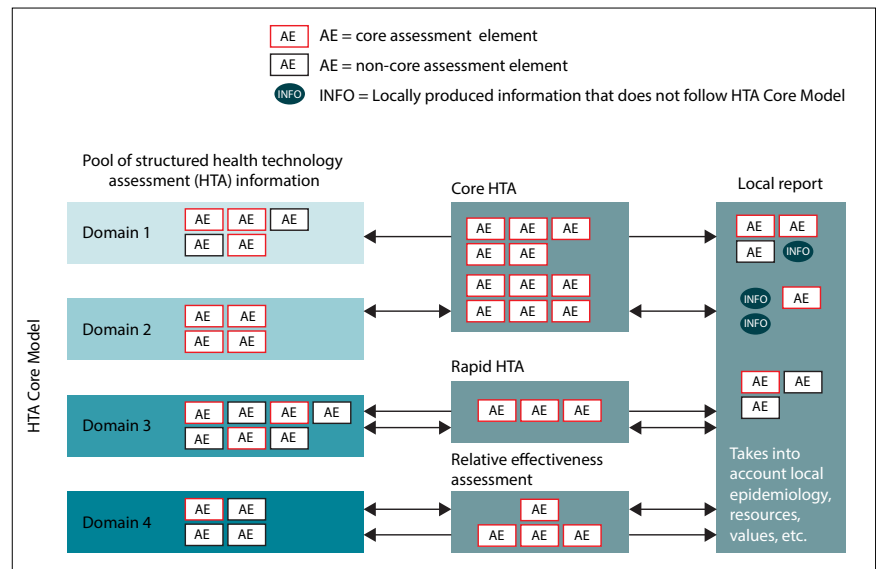 AE AE = core assessment element
AE AE = non-core assessment element
INFO INFO = Locally produced information that does not follow HTA Core Model
HTA Core Model
Pool of structured health technology
assessment (HTA) information
Domain 1
AE AE AE
AE AE
Domain 2
AE AE
AE AE
Domain 3
AE AE AE AE
AE AE AE
Domain 4
AE AE
AE AE
Core HTA
AE AE AE
AE AE
AE AE AE
AE AE AE
Rapid HTA
AE AE AE
Relative effectiveness
assessment
AE
AE AE AE
Local report
AE AE
AE INFO
INFO AE
INFO
AE AE
AE
Takes into
account local
epidemiology,
resources,
values, etc.